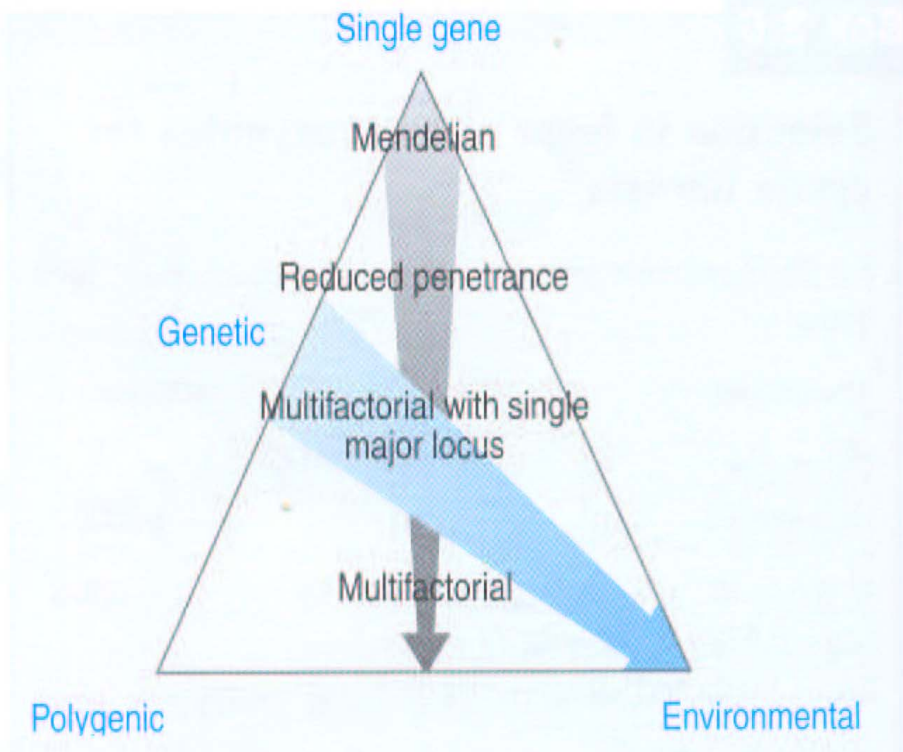 Single gene
Mendelian
Reduced penetrance
Genetic
Multifactorial with single
major locus
Multifactorial
Polygenic
Environmental